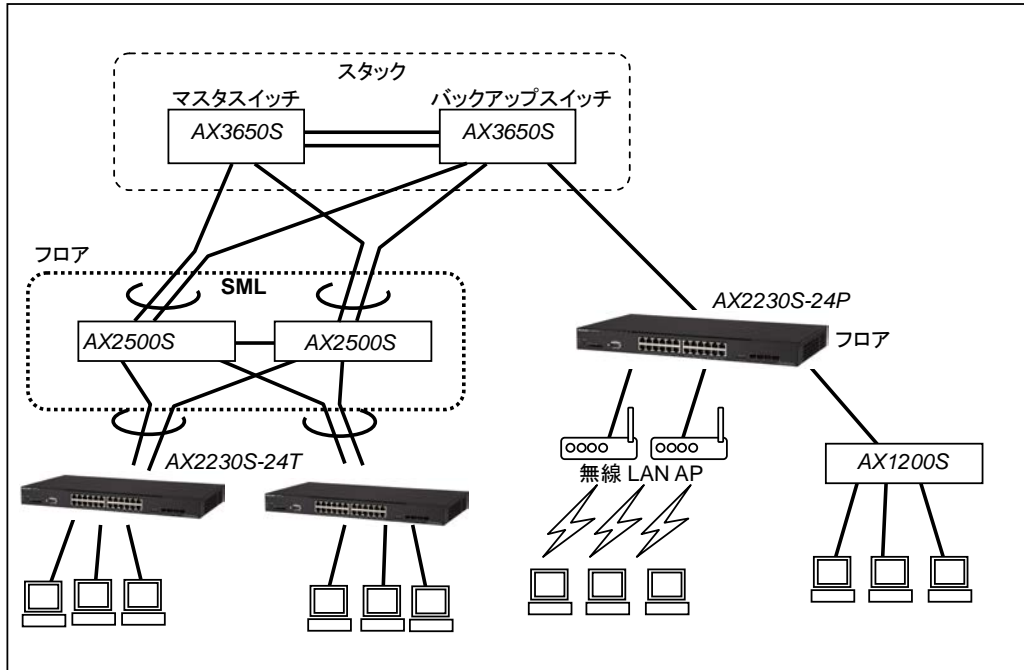 スタック
マスタスイッチ
バックアップスイッチ
AX3650S
AX3650S
フロア
SML
AX2500S
AX2500S
AX2230S-24P
フロア
AX2230S-24T
無線 LAN AP
AX1200S